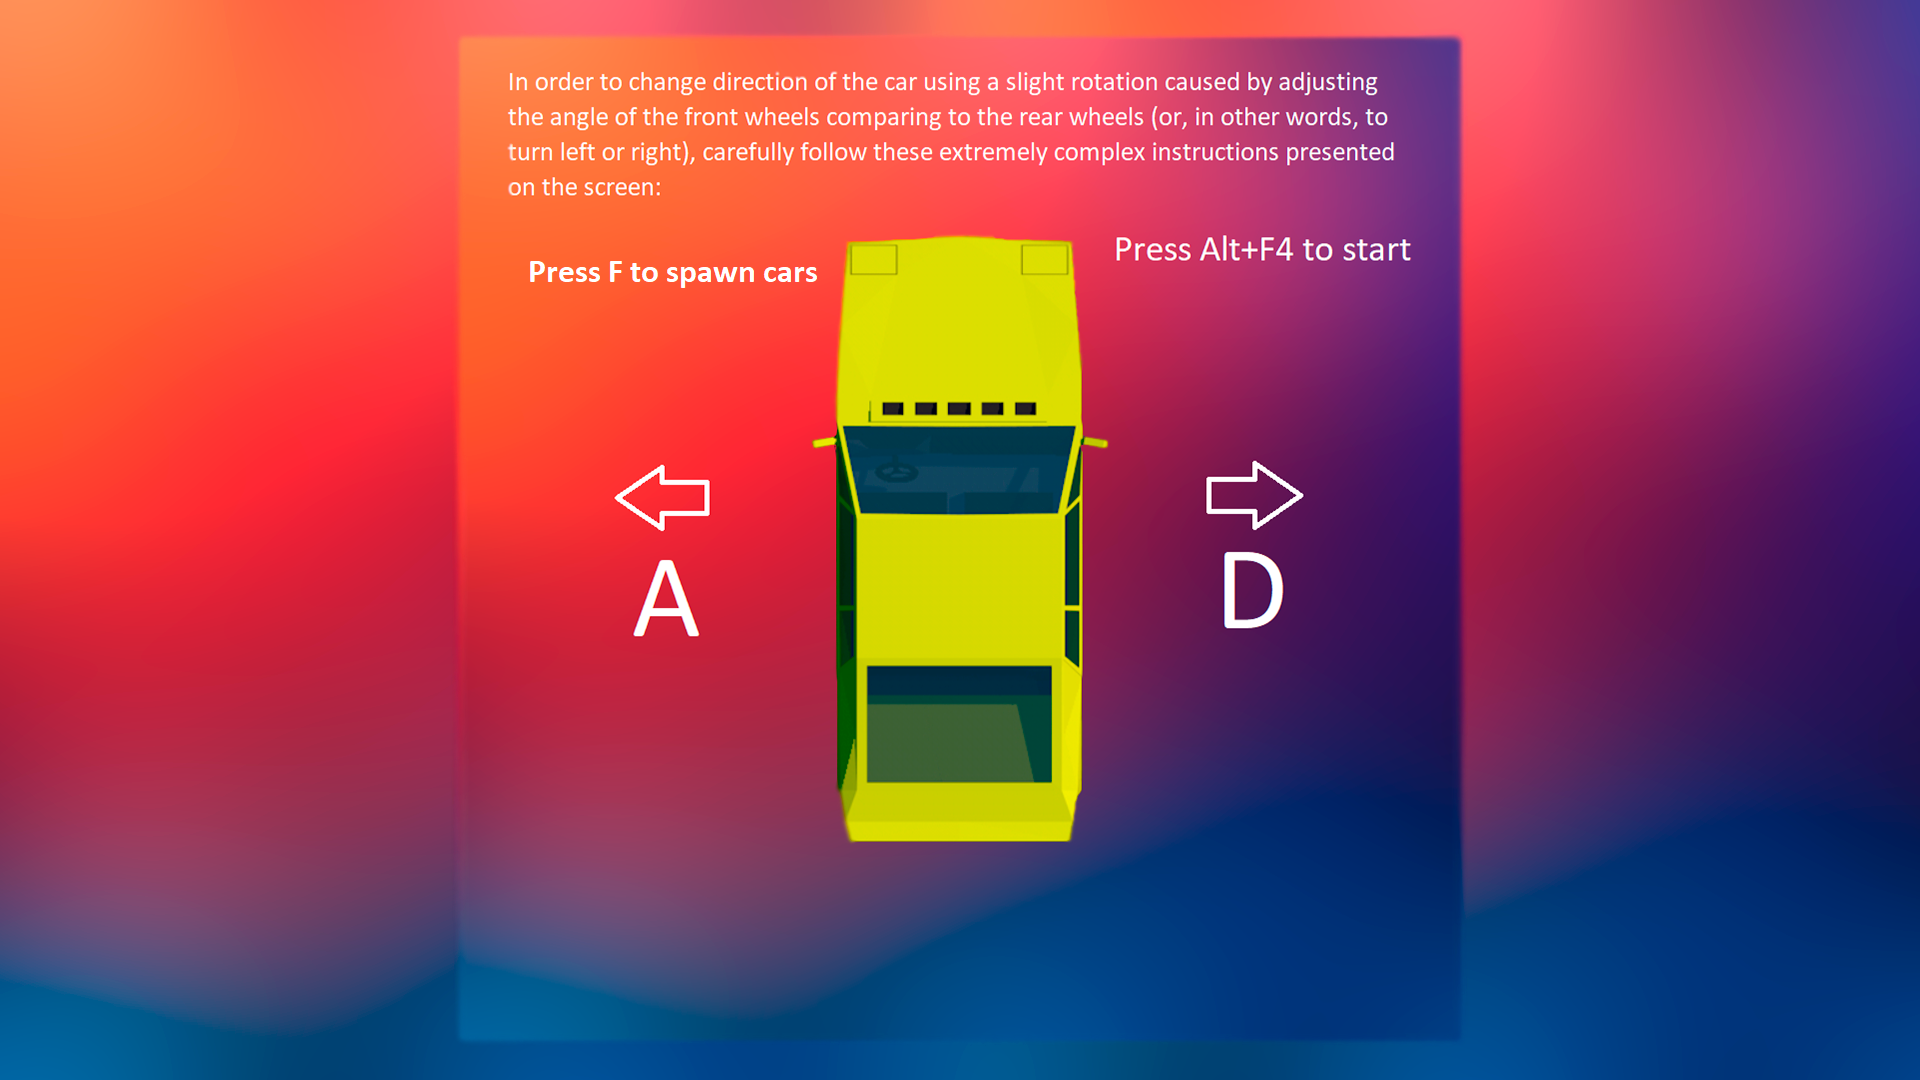 In order to change direction of the car using a slight rotation caused by adjusting
the angle of the front wheels comparing to the rear wheels (or, in other words, to
turn left or right), carefully follow these extremely complex instructions presented
on the screen:
Press F to spawn cars
Press Alt+F4 to start
A
D